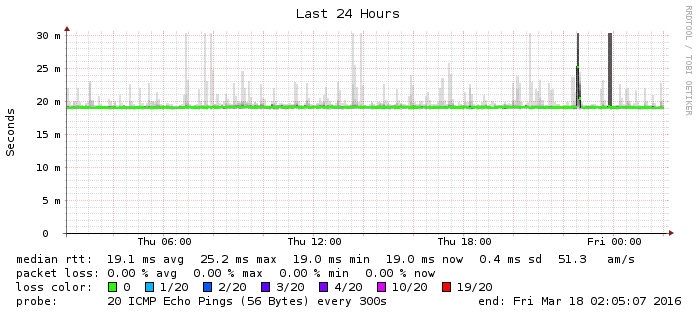 Last 24 Hours
RRDTOOL / TOBI OETIKER
Seconds
30 m
25 m
20 m
15 m
10 m
5 m
0
Thu 06:00 Thu 12:00 Thu 18:00 Fri 00:00
median rtt: 19.1 ms avg 25.2 ms max 19.0 ms min 19.0 ms now 0.4 ms sd 51.3 am/s
packet loss: 0.00 % avg 0.00 % max 0.00 % min 0.00 % now
loss color: 0 1/20 2/20 3/20 4/20 10/20 19/20
probe: 20 ICMP Echo Pings (56 Bytes) every 300s end: Fri Mar 18 02:05:07 2016